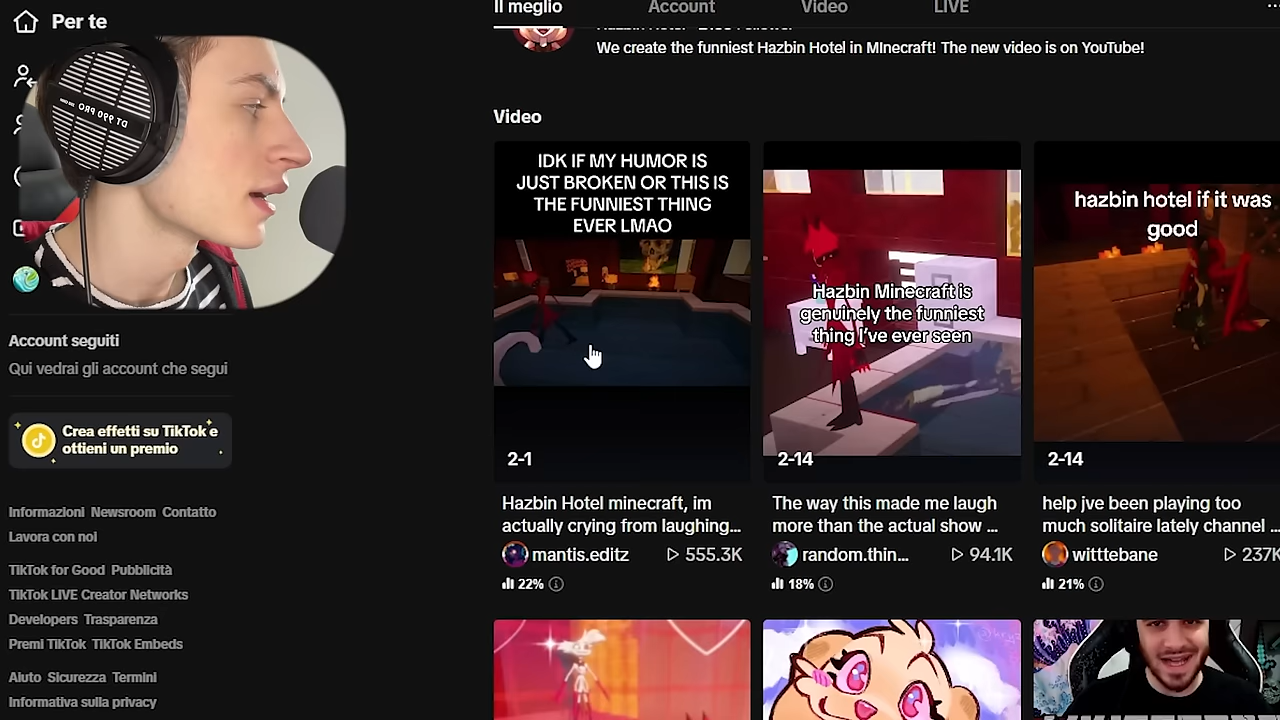 Per te
Il meglio
Account
Video
LIVE
We create the funniest Hazbin Hotel in MInecraft! The new video is on YouTube!
DT 990 PRO
Video
IDK IF MY HUMOR IS
JUST BROKEN OR THIS IS
THE FUNNIEST THING
EVER LMAO
2-1
Hazbin Hotel minecraft, im
actually crying from laughing...
mantis.editz
555.3K
22%
Hazbin Minecraft is
genuinely the funniest
thing I've ever seen
2-14
The way this made me laugh
more than the actual show ...
random.thin...
94.1K
18%
hazbin hotel if it was
good
2-14
help jve been playing too
much solitaire lately channel ...
witttebane
237K
21%
Account seguiti
Qui vedrai gli account che segui
Crea effetti su TikTok e
ottieni un premio
Informazioni Newsroom Contatto
Lavora con noi
TikTok for Good Pubblicità
TikTok LIVE Creator Networks
Developers Trasparenza
Premi TikTok TikTok Embeds
Aiuto Sicurezza Termini
Informativa sulla privacy